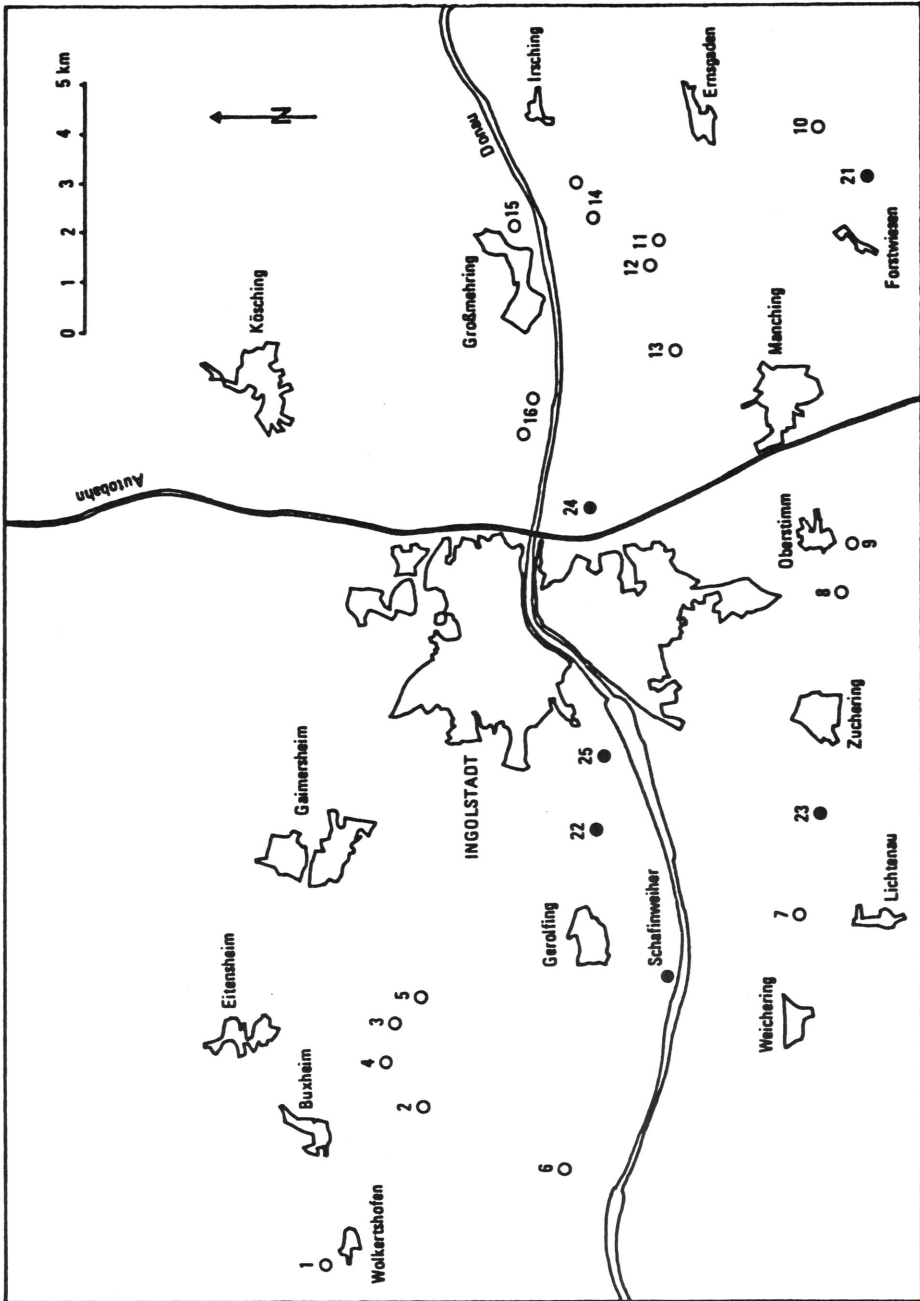 0 1 2 3 4 5 km
N
Autobahn
Donau
Kösching
Großmehring
Irsching
Ernsgaden
Forstwiesen
Manching
Oberstimm
Zuchering
Lichtenau
Weichering
INGOLSTADT
Gaimersheim
Eitensheim
Buxheim
Wolkertshofen
Gerolfing
Schafinweiher
1
2
3
4
5
6
7
8
9
10
11
12
13
14
15
16
21
22
23
24
25